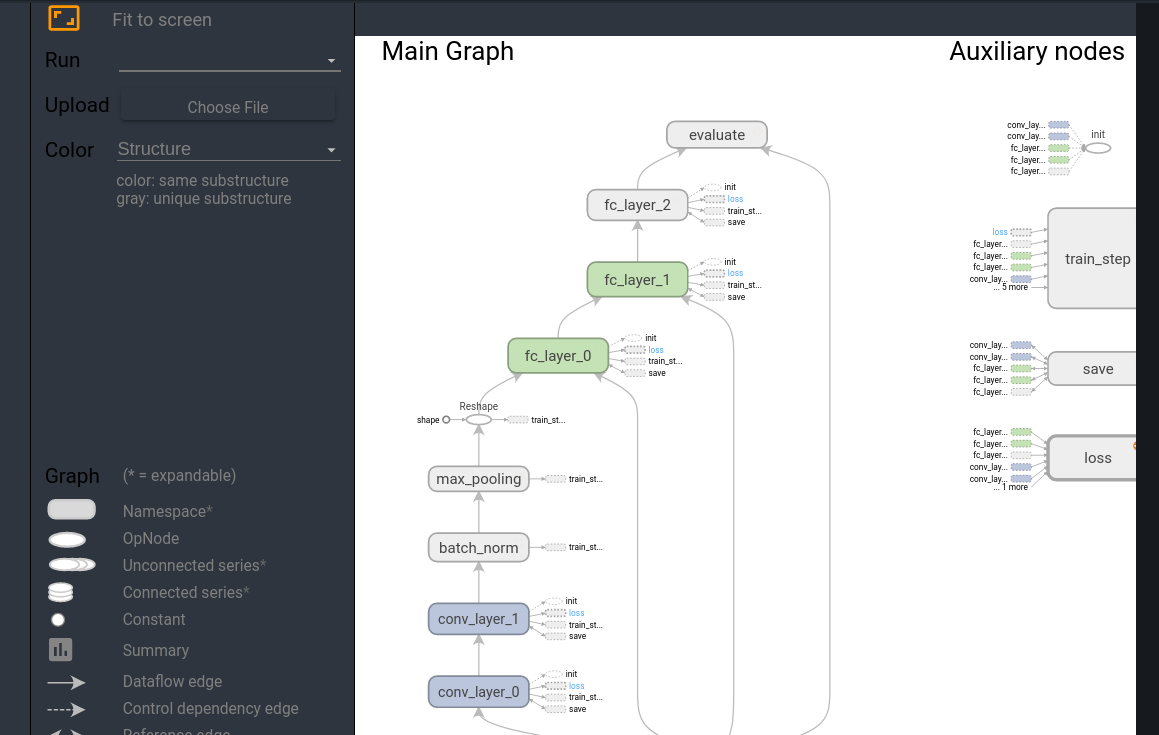 Fit to screen
Run
Upload
Choose File
Color
Structure
color: same substructure
gray: unique substructure
Graph
(* = expandable)
Namespace*
OpNode
Unconnected series*
Connected series*
Constant
Summary
Dataflow edge
Control dependency edge
Reference edge
Main Graph
Auxiliary nodes
evaluate
fc_layer_2
init
loss
train_st...
save
fc_layer_1
init
loss
train_st...
save
fc_layer_0
init
loss
train_st...
save
Reshape
shape
train_st...
max_pooling
train_st...
batch_norm
train_st...
conv_layer_1
init
loss
train_st...
save
conv_layer_0
init
loss
train_st...
save
conv_lay...
conv_lay...
fc_layer...
fc_layer...
fc_layer...
init
loss
fc_layer...
fc_layer...
fc_layer...
conv_lay...
... 5 more
train_step
conv_lay...
conv_lay...
fc_layer...
fc_layer...
fc_layer...
save
fc_layer...
fc_layer...
fc_layer...
conv_lay...
conv_lay...
... 1 more
loss